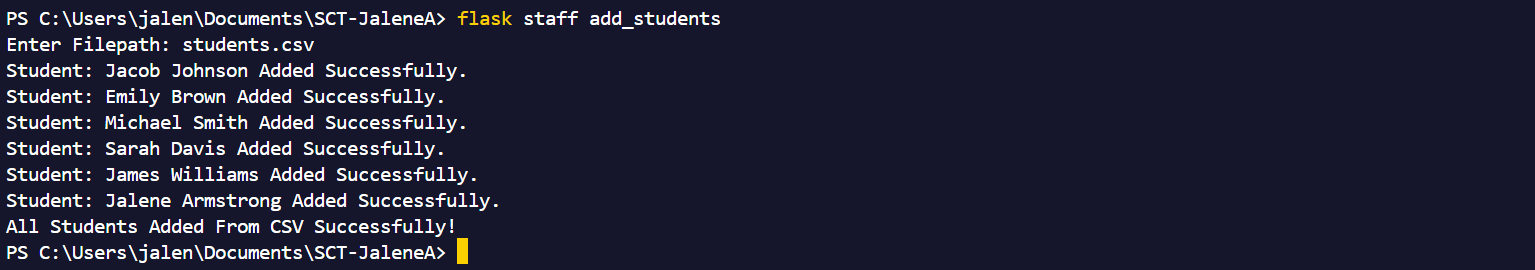 PS C:\Users\jalen\Documents\SCT-JaleneA> flask staff add_students
Enter Filepath: students.csv
Student: Jacob Johnson Added Successfully.
Student: Emily Brown Added Successfully.
Student: Michael Smith Added Successfully.
Student: Sarah Davis Added Successfully.
Student: James Williams Added Successfully.
Student: Jalene Armstrong Added Successfully.
All Students Added From CSV Successfully!
PS C:\Users\jalen\Documents\SCT-JaleneA>